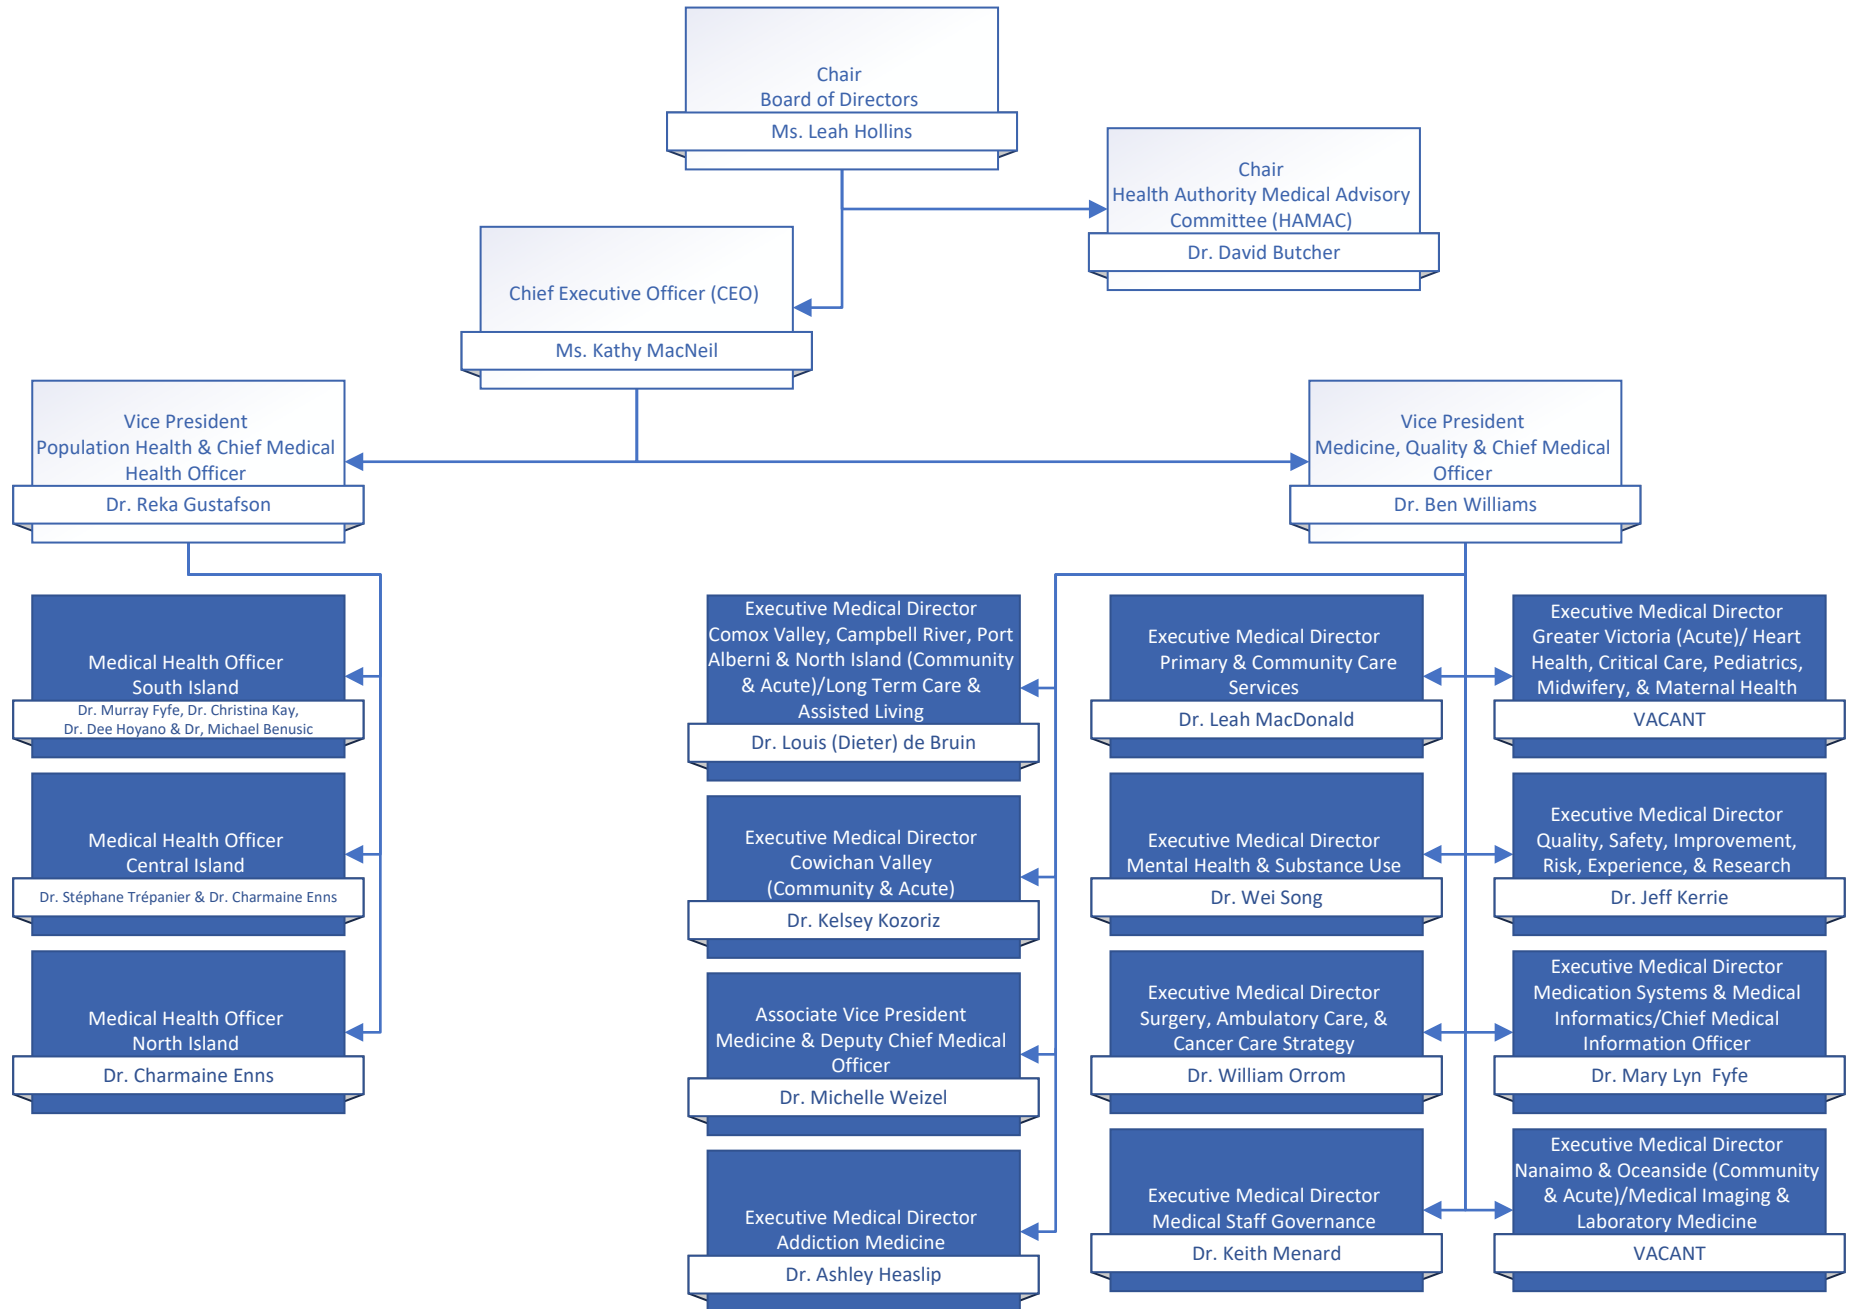 Chair
Board of Directors
Ms. Leah Hollins
Chair
Health Authority Medical Advisory
Committee (HAMAC)
Dr. David Butcher
Chief Executive Officer (CEO)
Ms. Kathy MacNeil
Vice President
Population Health & Chief Medical
Health Officer
Dr. Reka Gustafson
Vice President
Medicine, Quality & Chief Medical
Officer
Dr. Ben Williams
Medical Health Officer
South Island
Dr. Murray Fyfe, Dr. Christina Kay,
Dr. Dee Hoyano & Dr, Michael Benusic
Medical Health Officer
Central Island
Dr. Stéphane Trépanier & Dr. Charmaine Enns
Medical Health Officer
North Island
Dr. Charmaine Enns
Executive Medical Director
Comox Valley, Campbell River, Port
Alberni & North Island (Community
& Acute)/Long Term Care &
Assisted Living
Dr. Louis (Dieter) de Bruin
Executive Medical Director
Cowichan Valley
(Community & Acute)
Dr. Kelsey Kozoriz
Associate Vice President
Medicine & Deputy Chief Medical
Officer
Dr. Michelle Weizel
Executive Medical Director
Addiction Medicine
Dr. Ashley Heaslip
Executive Medical Director
Primary & Community Care
Services
Dr. Leah MacDonald
Executive Medical Director
Mental Health & Substance Use
Dr. Wei Song
Executive Medical Director
Surgery, Ambulatory Care, &
Cancer Care Strategy
Dr. William Orrom
Executive Medical Director
Medical Staff Governance
Dr. Keith Menard
Executive Medical Director
Greater Victoria (Acute)/ Heart
Health, Critical Care, Pediatrics,
Midwifery, & Maternal Health
VACANT
Executive Medical Director
Quality, Safety, Improvement,
Risk, Experience, & Research
Dr. Jeff Kerrie
Executive Medical Director
Medication Systems & Medical
Informatics/Chief Medical
Information Officer
Dr. Mary Lyn  Fyfe
Executive Medical Director
Nanaimo & Oceanside (Community
& Acute)/Medical Imaging &
Laboratory Medicine
VACANT